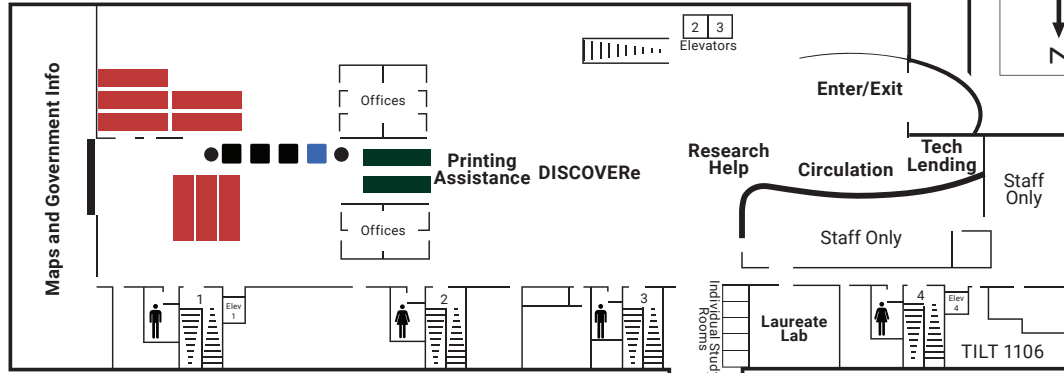 2 3
Elevators
Enter/Exit
Maps and Government Info
Offices
Printing
Assistance
DISCOVERe
Research
Help
Circulation
Tech
Lending
Staff
Only
Offices
Staff Only
1
Elev
1
2
3
Individual Study
Rooms
Laureate
Lab
4
Elev
4
TILT 1106
Z